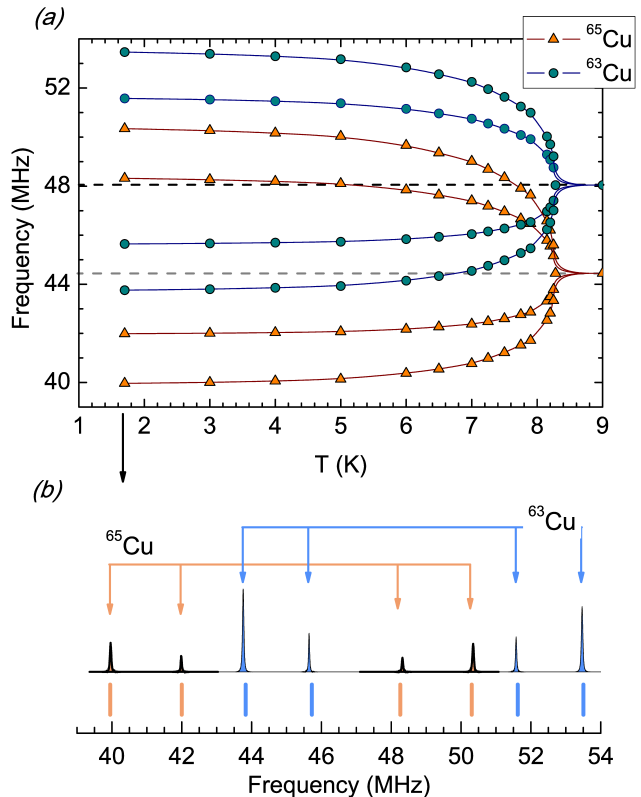 (a)
⁶⁵Cu
⁶³Cu
52
48
44
40
Frequency (MHz)
1 2 3 4 5 6 7 8 9
T (K)
(b)
⁶³Cu
⁶⁵Cu
40 42 44 46 48 50 52 54
Frequency (MHz)